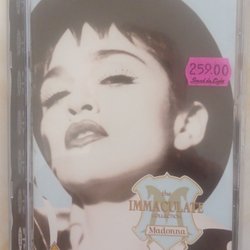 259.00
the
IMMACULATE
COLLECTION
Madonna